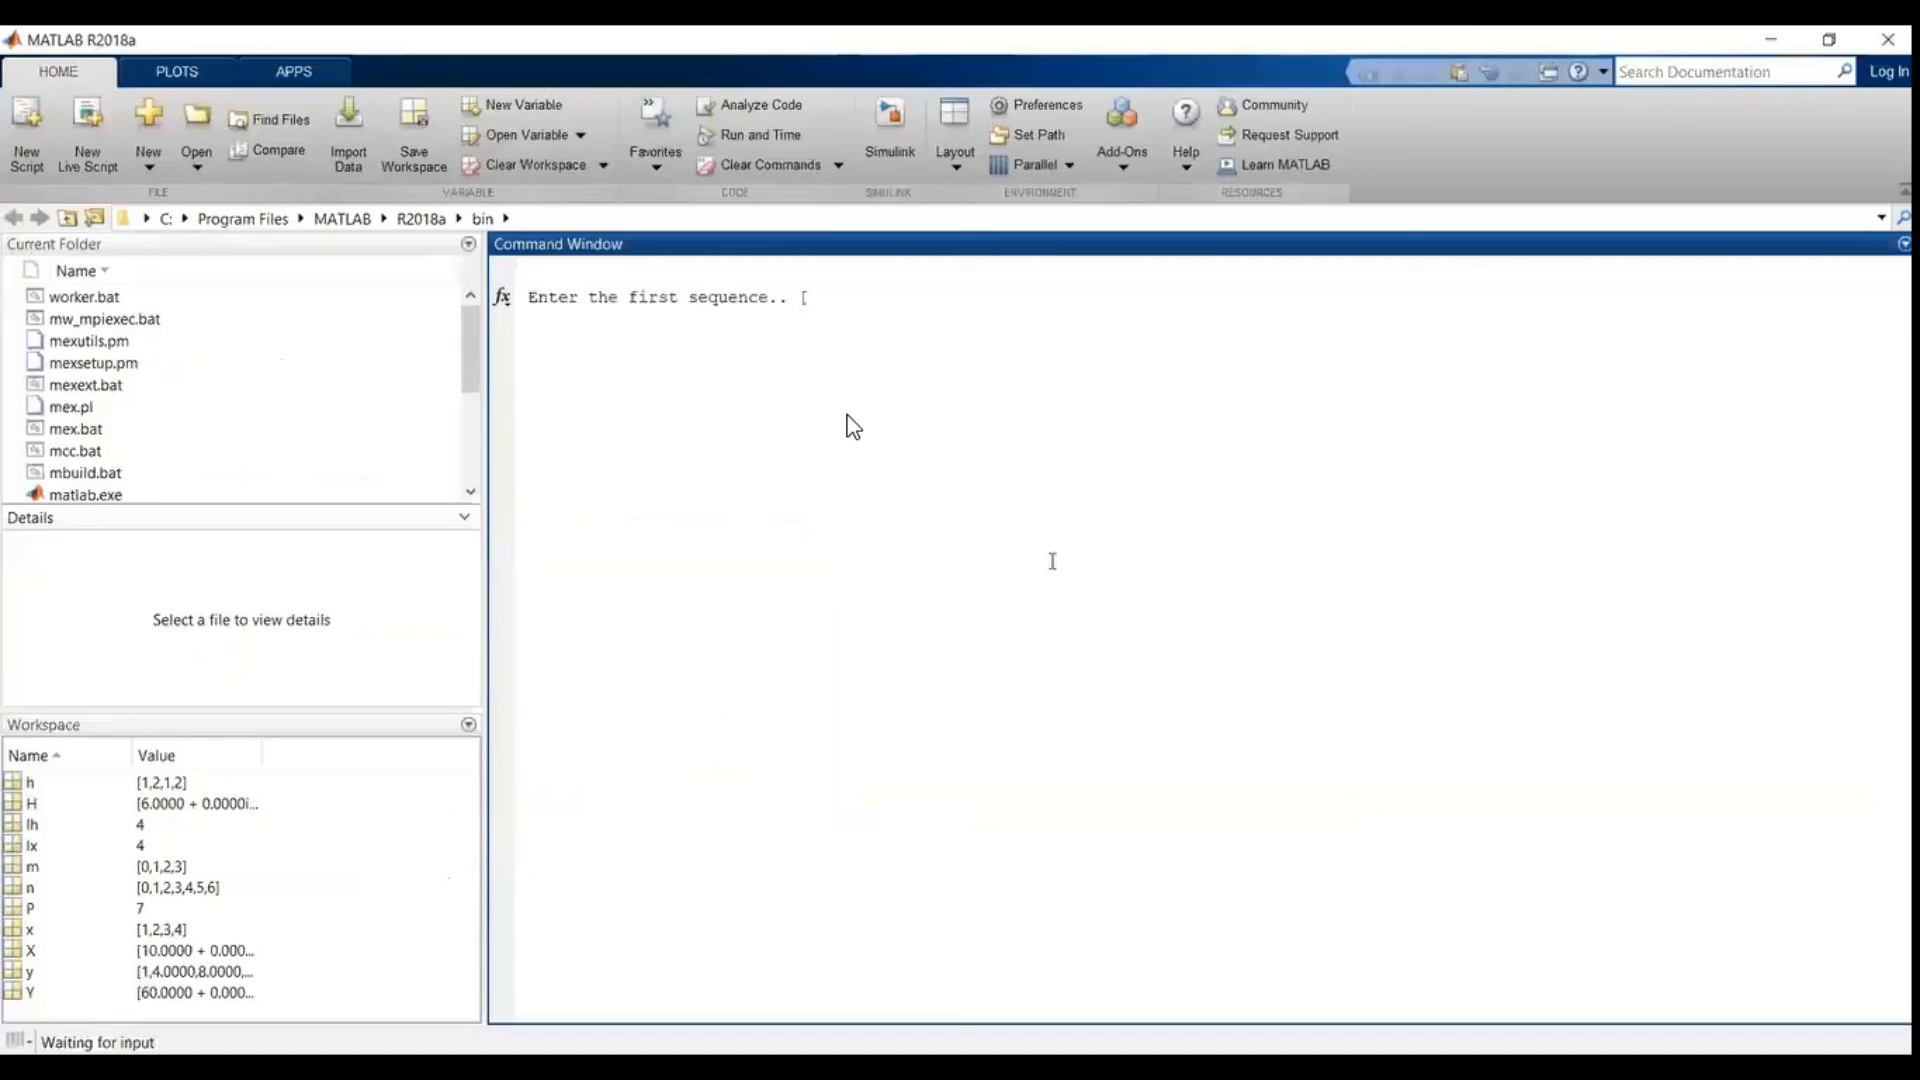 MATLAB R2018a
HOME PLOTS APPS
Search Documentation
Log In
New Script
New Live Script
New
Open
Find Files
Compare
Import Data
Save Workspace
New Variable
Open Variable
Clear Workspace
Favorites
Analyze Code
Run and Time
Clear Commands
Simulink
Layout
Preferences
Set Path
Parallel
Add-Ons
Help
Community
Request Support
Learn MATLAB
FILE VARIABLE CODE SIMULINK ENVIRONMENT RESOURCES
C: Program Files MATLAB R2018a bin
Current Folder
Name
worker.bat
mw_mpiexec.bat
mexutils.pm
mexsetup.pm
mexext.bat
mex.pl
mex.bat
mcc.bat
mbuild.bat
matlab.exe
Details
Select a file to view details
Workspace
Name Value
h [1,2,1,2]
H [6.0000 + 0.0000i...
lh 4
lx 4
m [0,1,2,3]
n [0,1,2,3,4,5,6]
P 7
x [1,2,3,4]
X [10.0000 + 0.000...
y [1,4.0000,8.0000,...
Y [60.0000 + 0.000...
Command Window
fx Enter the first sequence.. [
Waiting for input